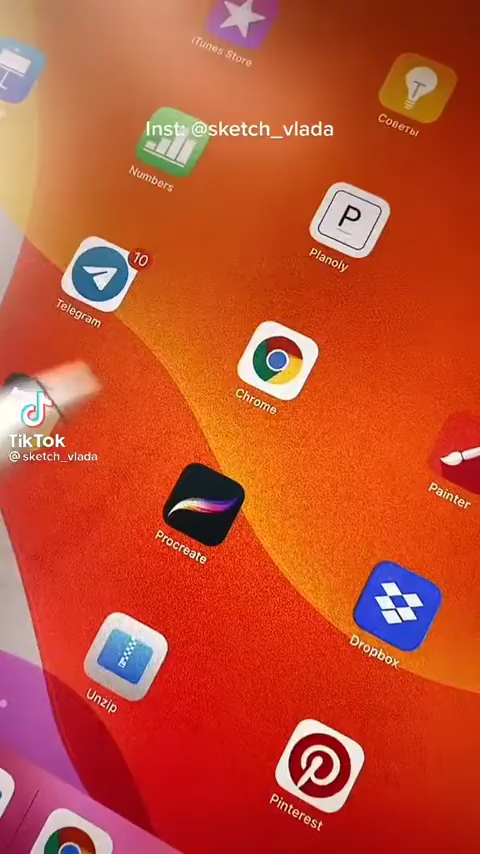 iTunes Store
Советы
Inst: @sketch_vlada
Numbers
P
Planoly
10
Telegram
Chrome
TikTok
@sketch_vlada
Painter
Procreate
Dropbox
Unzip
Pinterest